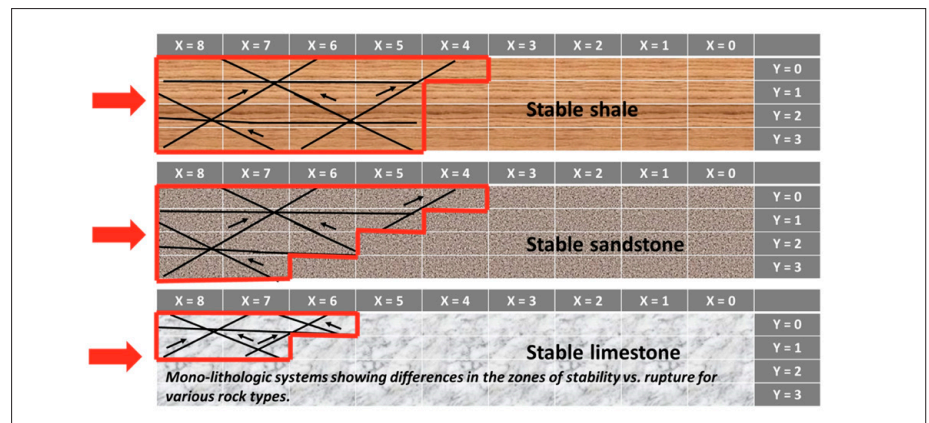 X = 8 X = 7 X = 6 X = 5 X = 4 X = 3 X = 2 X = 1 X = 0
Y = 0
Y = 1
Stable shale
Y = 2
Y = 3
X = 8 X = 7 X = 6 X = 5 X = 4 X = 3 X = 2 X = 1 X = 0
Y = 0
Y = 1
Stable sandstone
Y = 2
Y = 3
X = 8 X = 7 X = 6 X = 5 X = 4 X = 3 X = 2 X = 1 X = 0
Y = 0
Y = 1
Stable limestone
Y = 2
Mono-lithologic systems showing differences in the zones of stability vs. rupture for
various rock types.
Y = 3